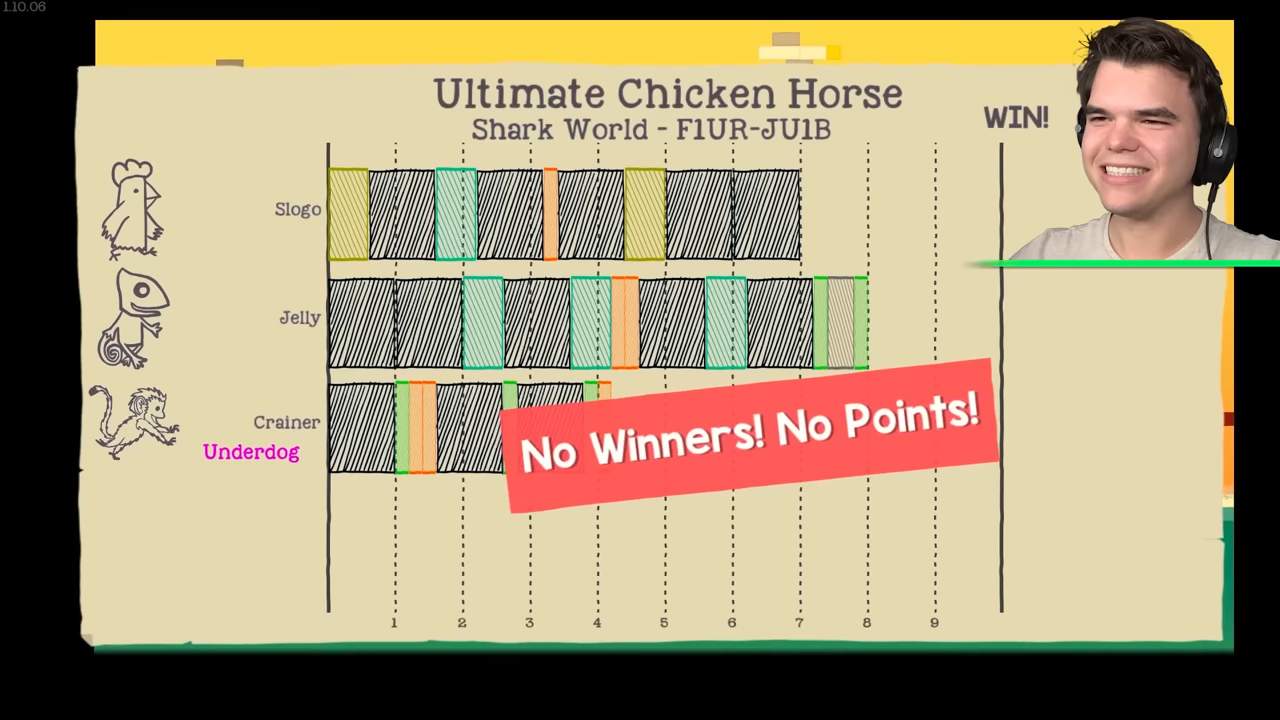 1.10.06
Ultimate Chicken Horse
Shark World - F1UR-JU1B
WIN!
Slogo
Jelly
Crainer
Underdog
No Winners! No Points!
1 2 3 4 5 6 7 8 9